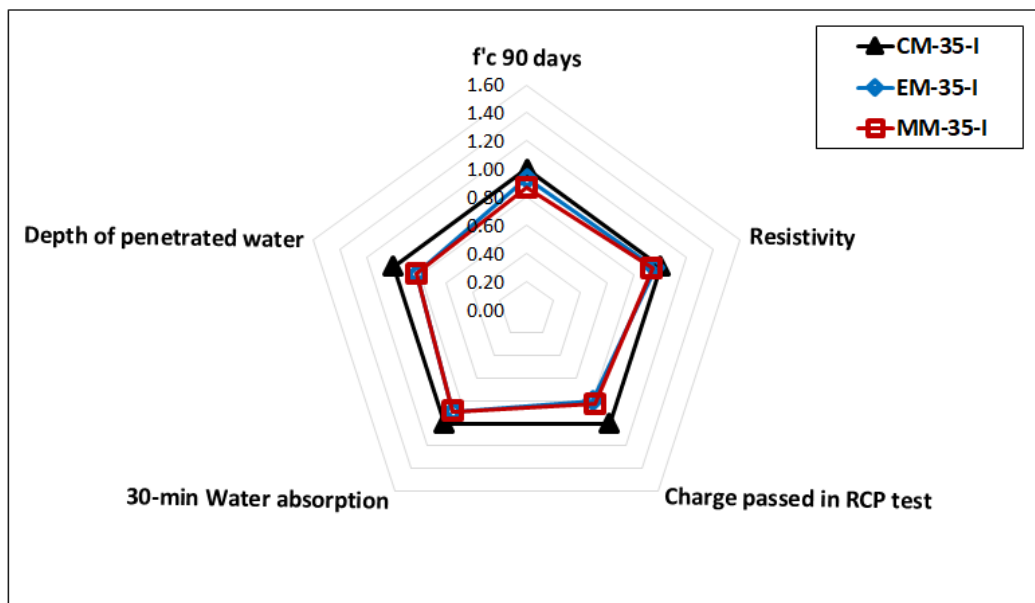 f'c 90 days
1.60
1.40
1.20
1.00
0.80
0.60
0.40
0.20
0.00
CM-35-I
EM-35-I
MM-35-I
Depth of penetrated water
Resistivity
30-min Water absorption
Charge passed in RCP test